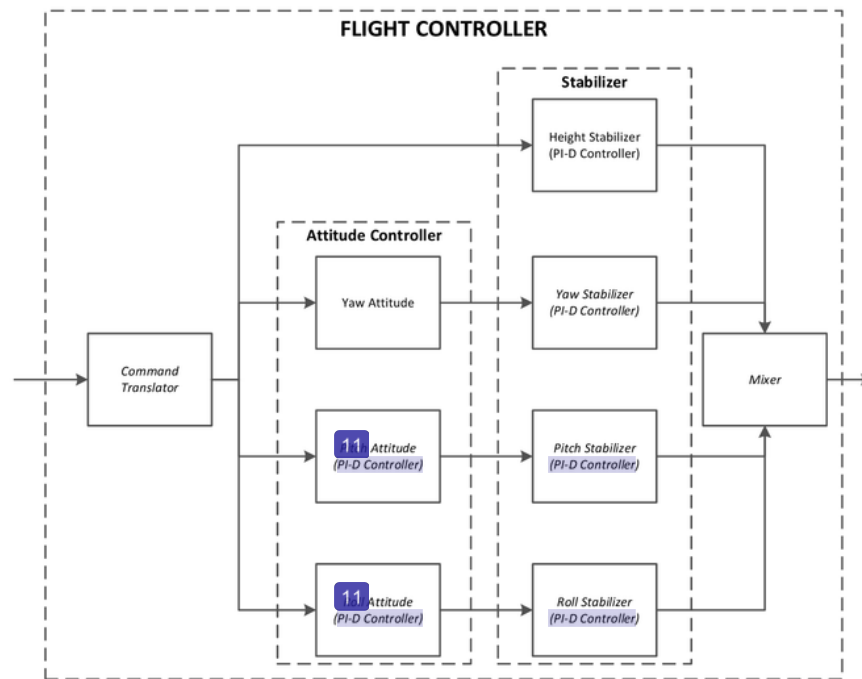 FLIGHT CONTROLLER
Stabilizer
Height Stabilizer
(PI-D Controller)
Attitude Controller
Yaw Attitude
Yaw Stabilizer
(PI-D Controller)
Command
Translator
Mixer
11
Attitude
(PI-D Controller)
Pitch Stabilizer
(PI-D Controller)
11
Attitude
(PI-D Controller)
Roll Stabilizer
(PI-D Controller)